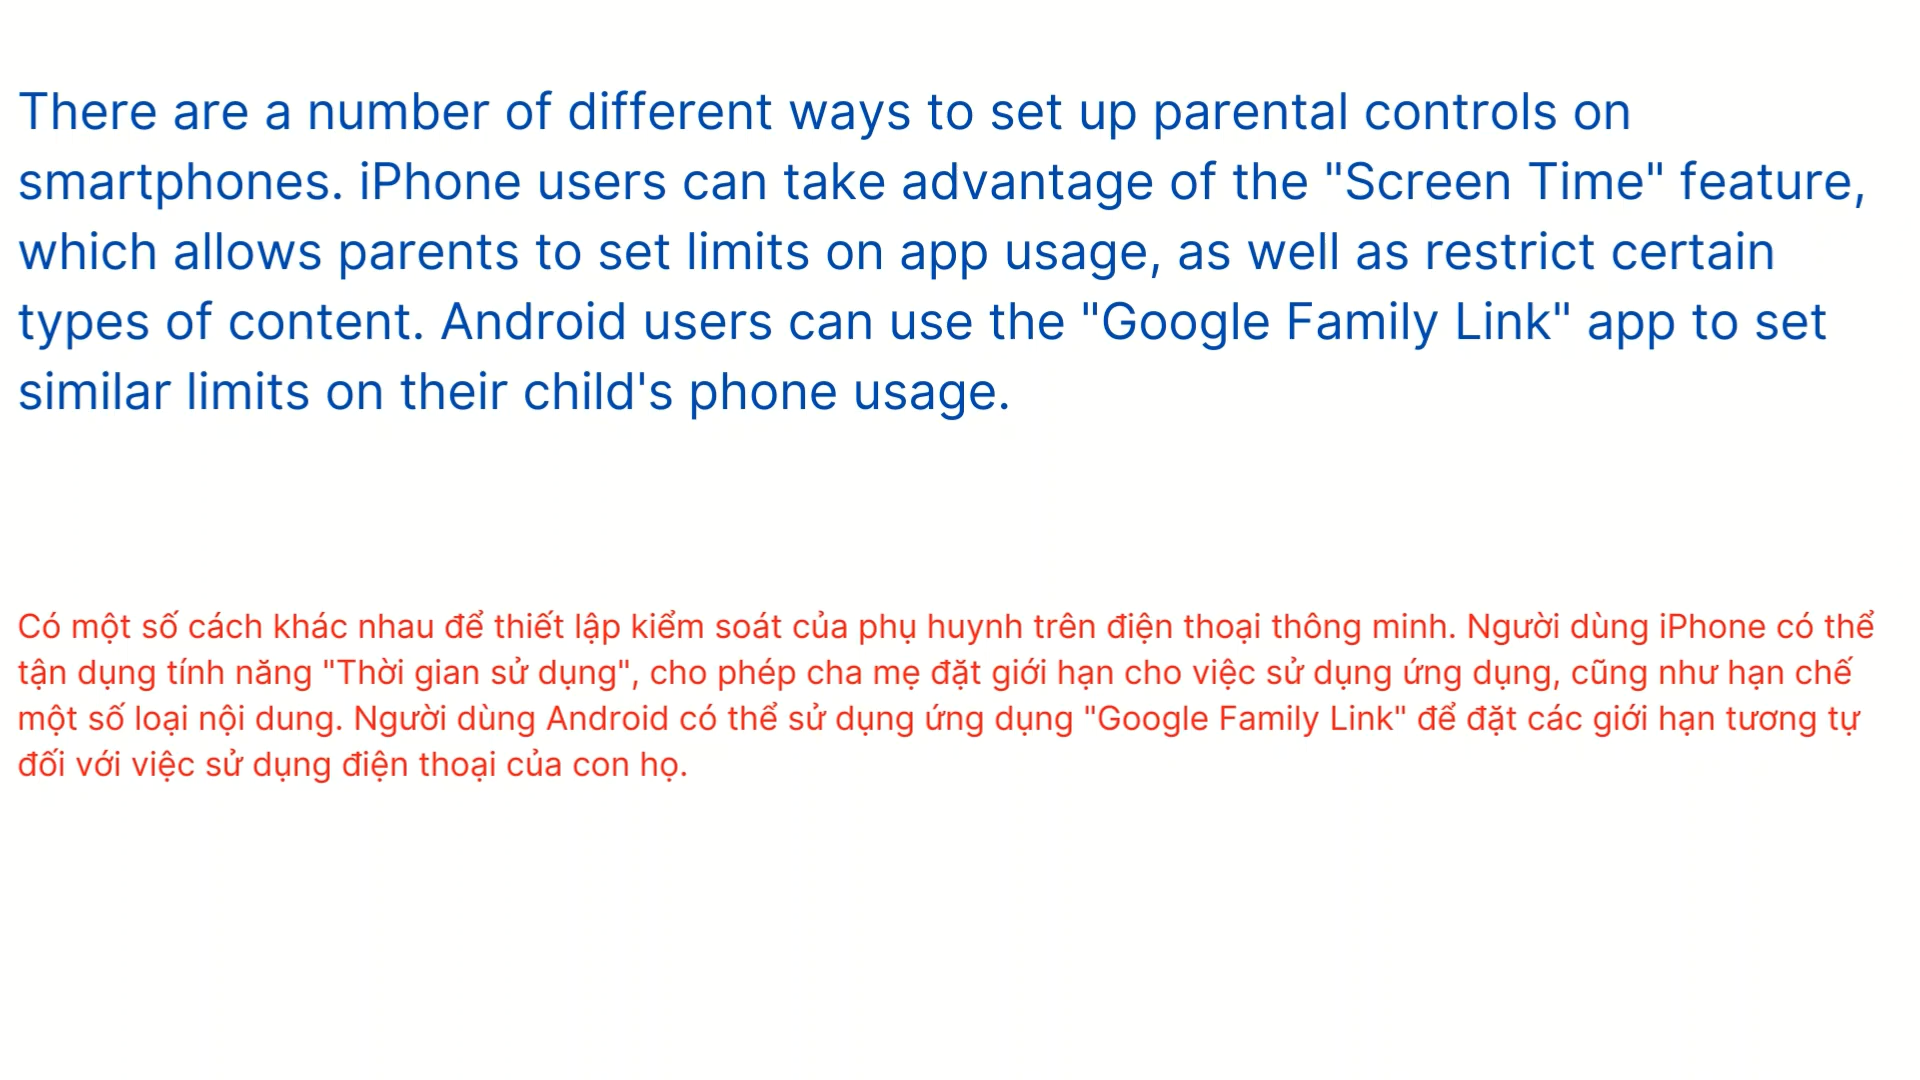 There are a number of different ways to set up parental controls on
smartphones. iPhone users can take advantage of the "Screen Time" feature,
which allows parents to set limits on app usage, as well as restrict certain
types of content. Android users can use the "Google Family Link" app to set
similar limits on their child's phone usage.
Có một số cách khác nhau để thiết lập kiểm soát của phụ huynh trên điện thoại thông minh. Người dùng iPhone có thể
tận dụng tính năng "Thời gian sử dụng", cho phép cha mẹ đặt giới hạn cho việc sử dụng ứng dụng, cũng như hạn chế
một số loại nội dung. Người dùng Android có thể sử dụng ứng dụng "Google Family Link" để đặt các giới hạn tương tự
đối với việc sử dụng điện thoại của con họ.